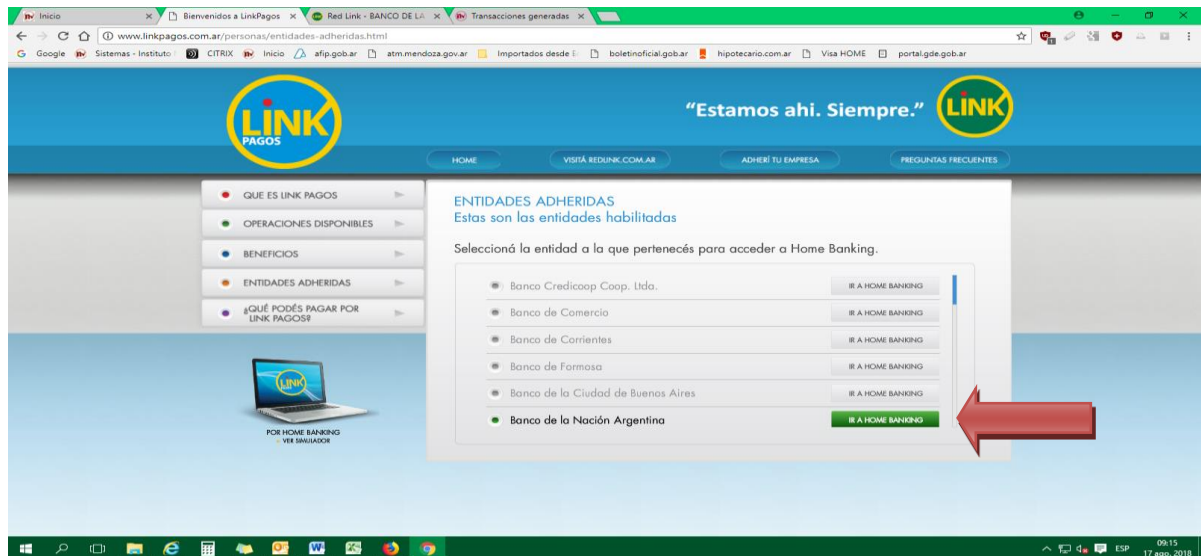 Inicio
Bienvenidos a LinkPagos
Red Link - BANCO DE LA
Transacciones generadas
www.linkpagos.com.ar/personas/entidades-adheridas.html
Google
Sistemas - Instituto
CITRIX
Inicio
afip.gob.ar
atm.mendoza.gov.ar
Importados desde
boletinoficial.gob.ar
hipotecario.com.ar
Visa HOME
portal.gde.gob.ar
LINK
PAGOS
“Estamos ahi. Siempre.”
LINK
HOME
VISITÁ REDLINK.COM.AR
ADHERÍ TU EMPRESA
PREGUNTAS FRECUENTES
QUE ES LINK PAGOS
OPERACIONES DISPONIBLES
BENEFICIOS
ENTIDADES ADHERIDAS
¿QUÉ PODÉS PAGAR POR
LINK PAGOS?
LINK
POR HOME BANKING
VER SIMULADOR
ENTIDADES ADHERIDAS
Estas son las entidades habilitadas
Seleccioná la entidad a la que pertenecés para acceder a Home Banking.
Banco Credicoop Coop. Ltda. IR A HOME BANKING
Banco de Comercio IR A HOME BANKING
Banco de Corrientes IR A HOME BANKING
Banco de Formosa IR A HOME BANKING
Banco de la Ciudad de Buenos Aires IR A HOME BANKING
Banco de la Nación Argentina IR A HOME BANKING
ESP
09:15
17 ago. 2018